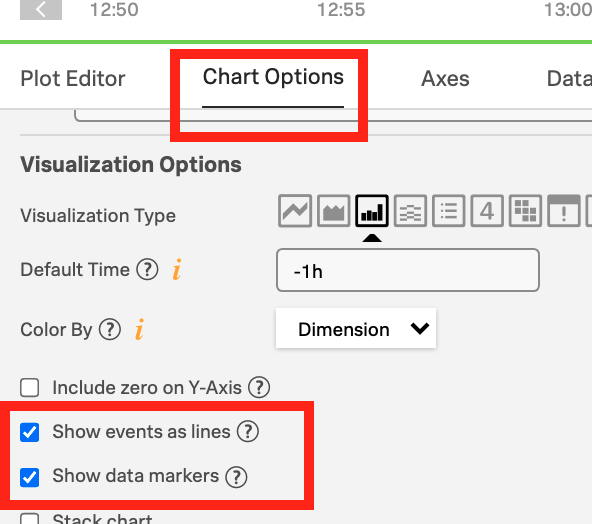 12:50 12:55 13:00
Plot Editor Chart Options Axes Data
Visualization Options
Visualization Type 4
Default Time ? i -1h
Color By ? i Dimension
Include zero on Y-Axis ?
Show events as lines ?
Show data markers ?
Stack chart